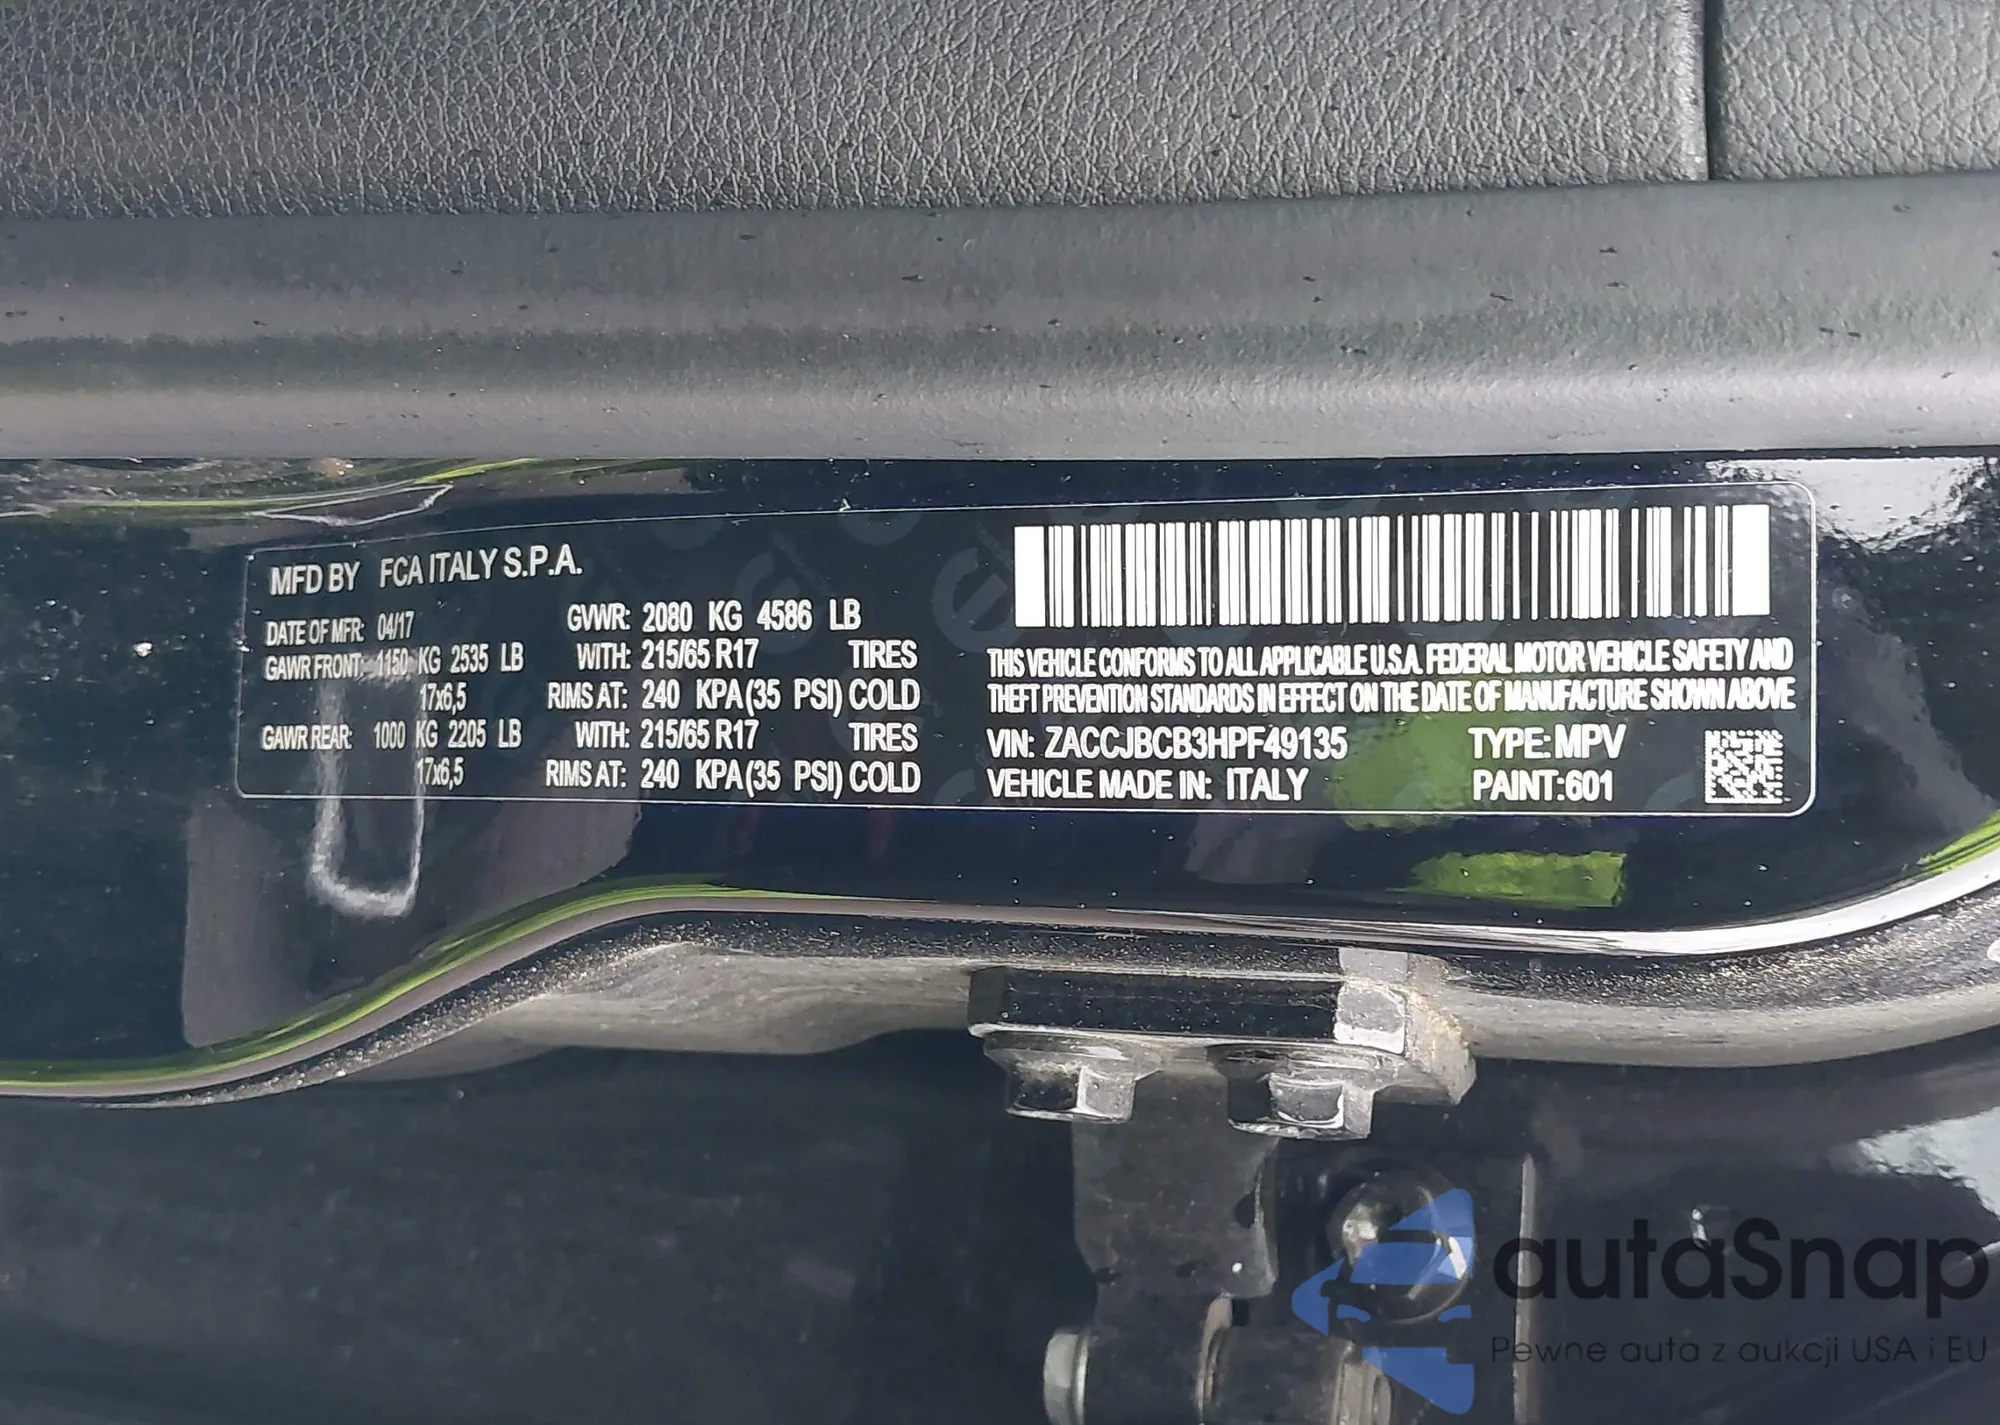 MFD BY FCA ITALY S.P.A.
DATE OF MFR: 04/17 GVWR: 2080 KG 4586 LB
GAWR FRONT: 1150 KG 2535 LB WITH: 215/65 R17 TIRES
17x6,5 RIMS AT: 240 KPA (35 PSI) COLD
GAWR REAR: 1000 KG 2205 LB WITH: 215/65 R17 TIRES
17x6,5 RIMS AT: 240 KPA (35 PSI) COLD
THIS VEHICLE CONFORMS TO ALL APPLICABLE U.S.A. FEDERAL MOTOR VEHICLE SAFETY AND
THEFT PREVENTION STANDARDS IN EFFECT ON THE DATE OF MANUFACTURE SHOWN ABOVE
VIN: ZACCJBCB3HPF49135 TYPE: MPV
VEHICLE MADE IN: ITALY PAINT: 601
autaSnap
Pewne auta z aukcji USA i EU